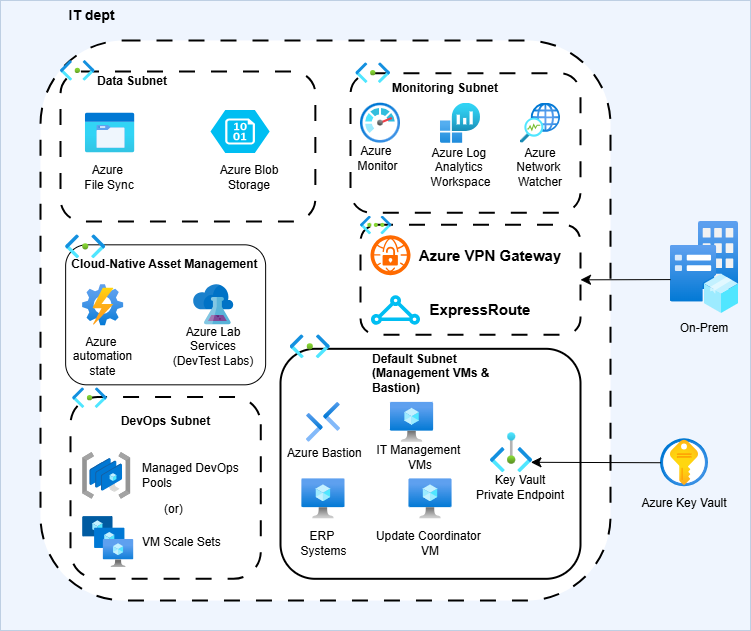 IT dept
Data Subnet
Azure
File Sync
10
01
Azure Blob
Storage
Monitoring Subnet
Azure
Monitor
Azure Log
Analytics
Workspace
Azure
Network
Watcher
Azure VPN Gateway
ExpressRoute
On-Prem
Cloud-Native Asset Management
Azure
automation
state
Azure Lab
Services
(DevTest Labs)
Default Subnet
(Management VMs &
Bastion)
Azure Bastion
IT Management
VMs
Key Vault
Private Endpoint
ERP
Systems
Update Coordinator
VM
Azure Key Vault
DevOps Subnet
Managed DevOps
Pools
(or)
VM Scale Sets